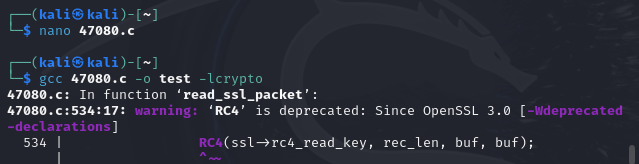 ┌──(kali㉿kali)-[~]
└─$ nano 47080.c
┌──(kali㉿kali)-[~]
└─$ gcc 47080.c -o test -lcrypto
47080.c: In function ‘read_ssl_packet’:
47080.c:534:17: warning: ‘RC4’ is deprecated: Since OpenSSL 3.0 [-Wdeprecated
-declarations]
534 | RC4(ssl->rc4_read_key, rec_len, buf, buf);
| ^~~